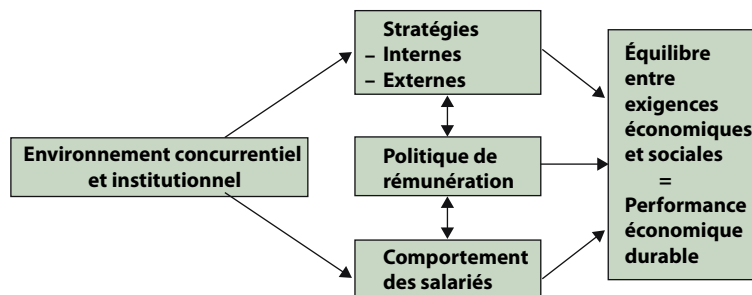 Stratégies
– Internes
– Externes
Environnement concurrentiel
et institutionnel
Politique de
rémunération
Comportement
des salariés
Équilibre
entre
exigences
économiques
et sociales
=
Performance
économique
durable